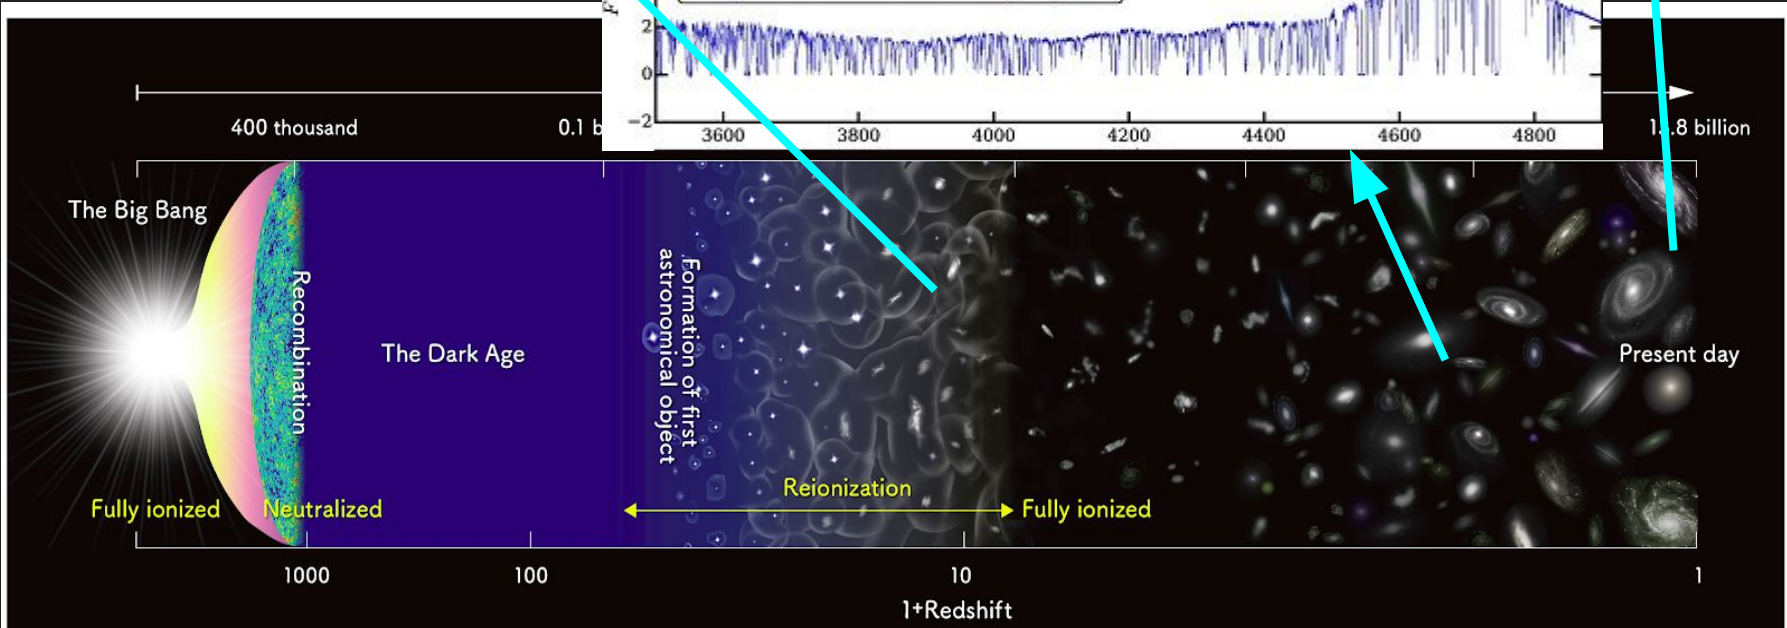 2
0
−2
3600 3800 4000 4200 4400 4600 4800
400 thousand
0.1 b
13.8 billion
The Big Bang
Recombination
The Dark Age
Formation of first
astronomical object
Present day
Reionization
Fully ionized
Neutralized
Fully ionized
1000 100 10 1
1+Redshift